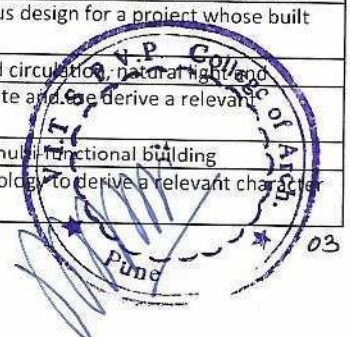 us design for a project whose built
d circulation, natural light and
te and use derive a relevant
multi-functional building
ology to derive a relevant character
V.I.T'S P.V.P College of Arch.
Pune
03